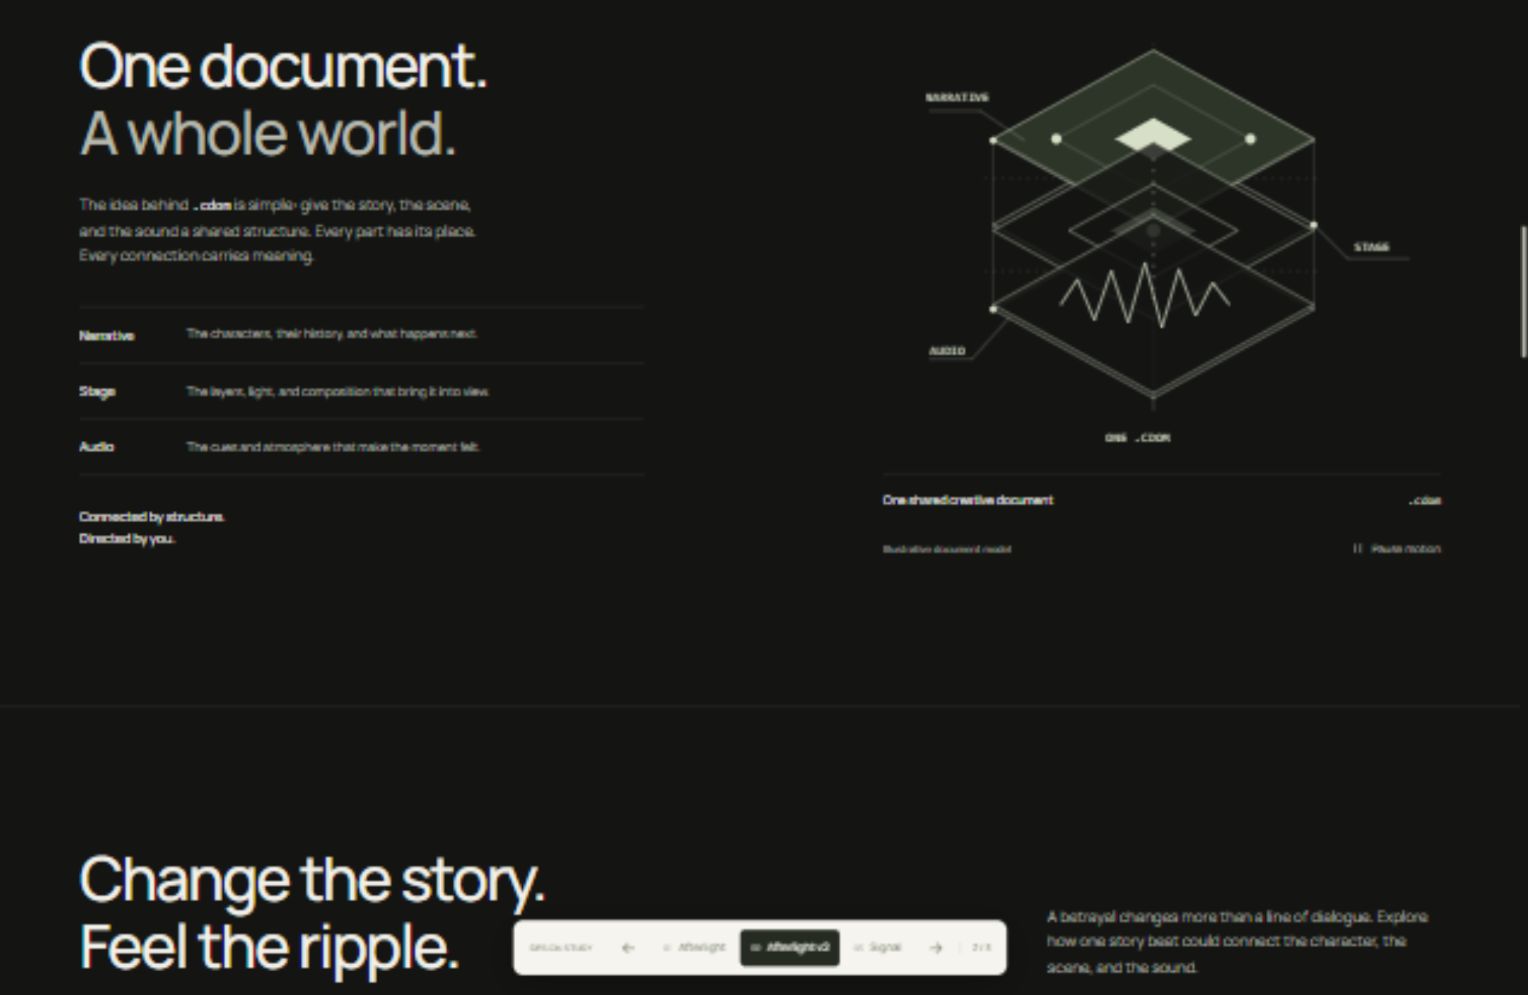 One document.
A whole world.
The idea behind .cdom is simple: give the story, the scene,
and the sound a shared structure. Every part has its place.
Every connection carries meaning.
Narrative
The characters, their history, and what happens next.
Stage
The layers, light, and composition that bring it into view.
Audio
The cues and atmosphere that make the moment felt.
Connected by structure.
Directed by you.
NARRATIVE
STAGE
AUDIO
ONE .CDOM
One shared creative document
.cdom
Illustrative document model
Pause motion
Change the story.
Feel the ripple.
A betrayal changes more than a line of dialogue. Explore
how one story beat could connect the character, the
scene, and the sound.
DESIGN STUDY
← Afterlight
Afterlight v2
Signal →